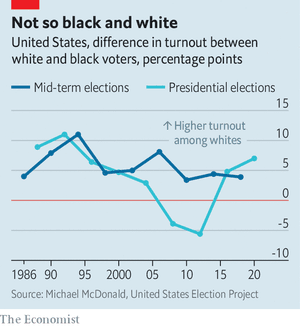 Not so black and white
United States, difference in turnout between
white and black voters, percentage points
Mid-term elections
Presidential elections
15
↑ Higher turnout
among whites
10
5
0
-5
-10
1986 90 95 2000 05 10 15 20
Source: Michael McDonald, United States Election Project
The Economist